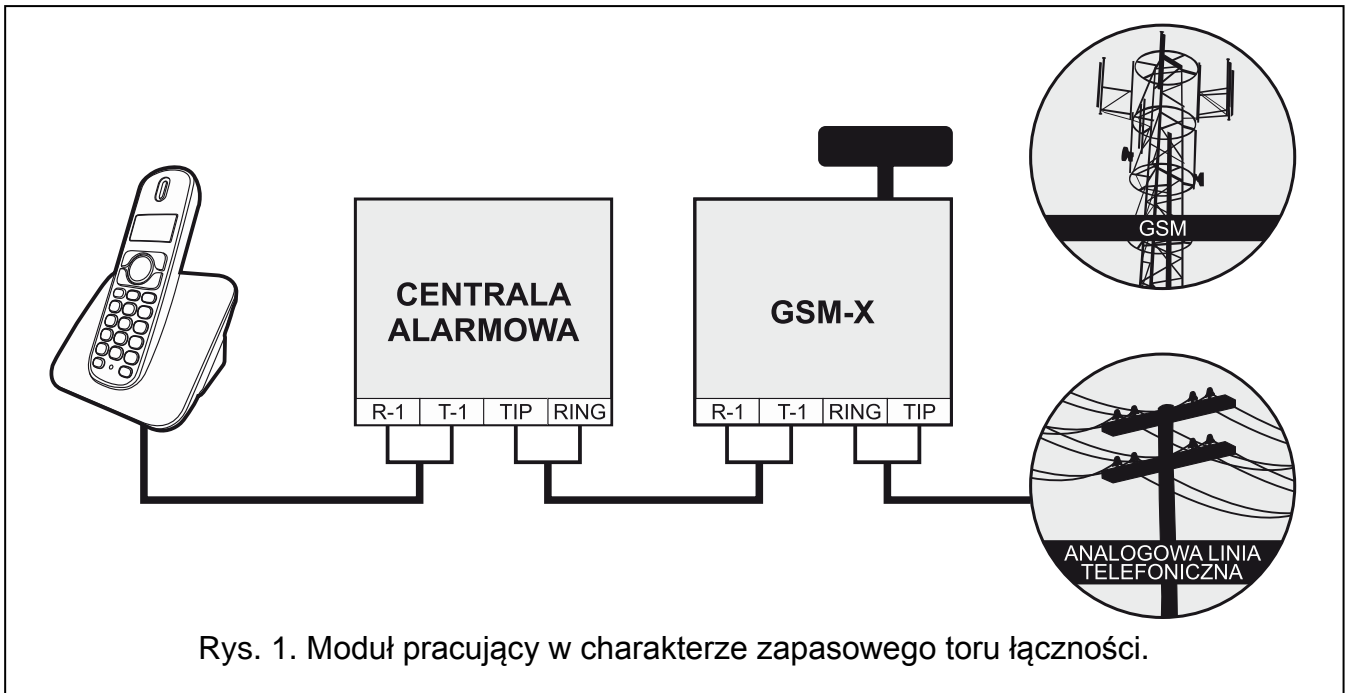 CENTRALA
ALARMOWA
R-1 T-1 TIP RING
GSM-X
R-1 T-1 RING TIP
GSM
ANALOGOWA LINIA
TELEFONICZNA
Rys. 1. Moduł pracujący w charakterze zapasowego toru łączności.